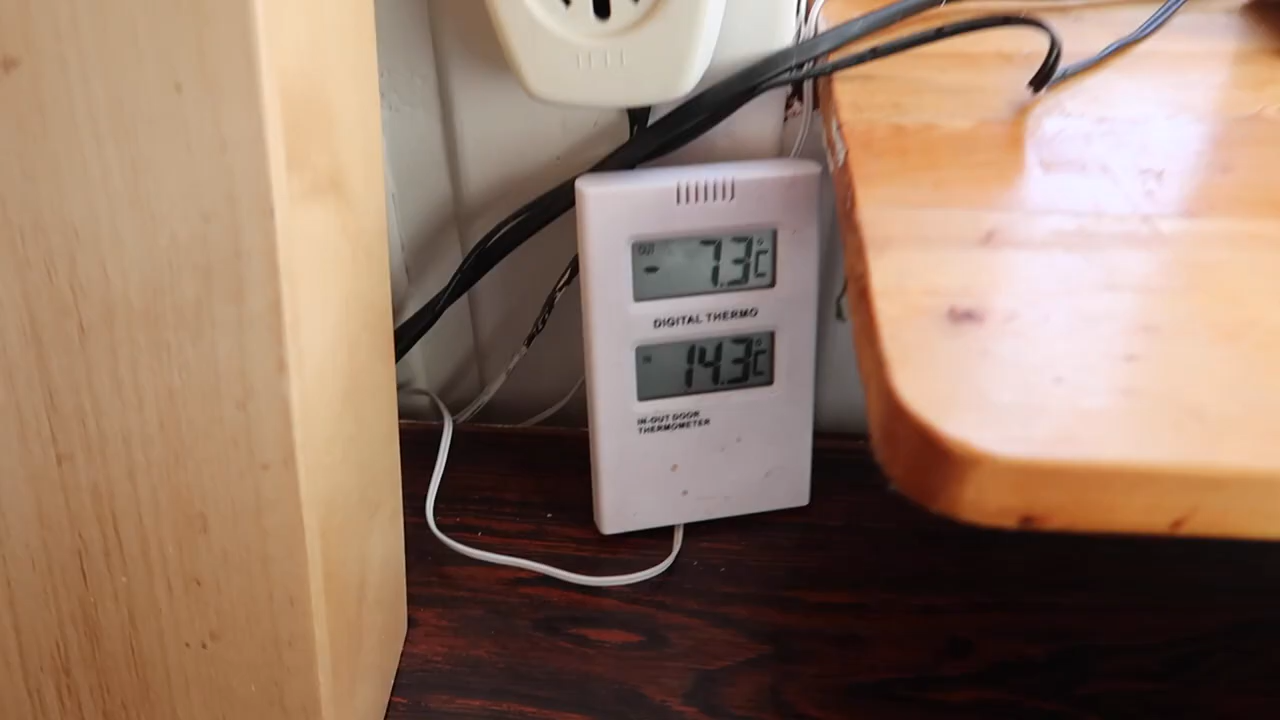 OUT
- 7.3°C
DIGITAL THERMO
IN
14.3°C
IN-OUT DOOR
THERMOMETER